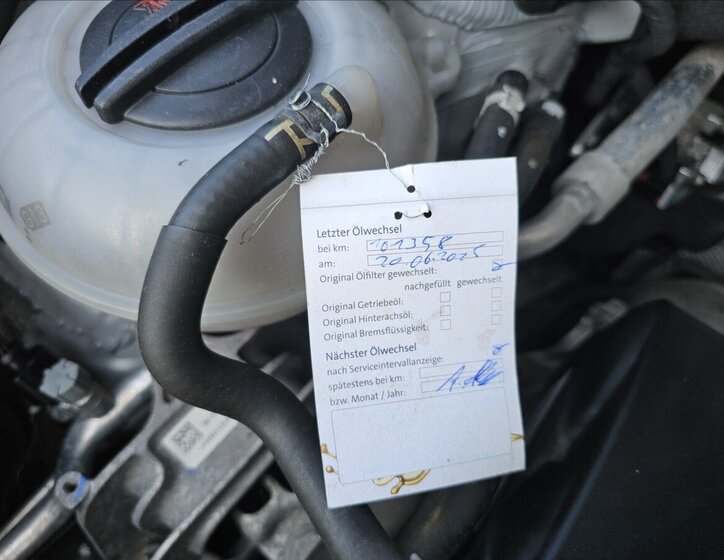 Letzter Ölwechsel
bei km: 101358
am: 20.06.2025
Original Ölfilter gewechselt:
nachgefüllt gewechselt
Original Getriebeöl:
Original Hinterachsöl:
Original Bremsflüssigkeit:
Nächster Ölwechsel
nach Serviceintervallanzeige:
spätestens bei km:
bzw. Monat / Jahr: